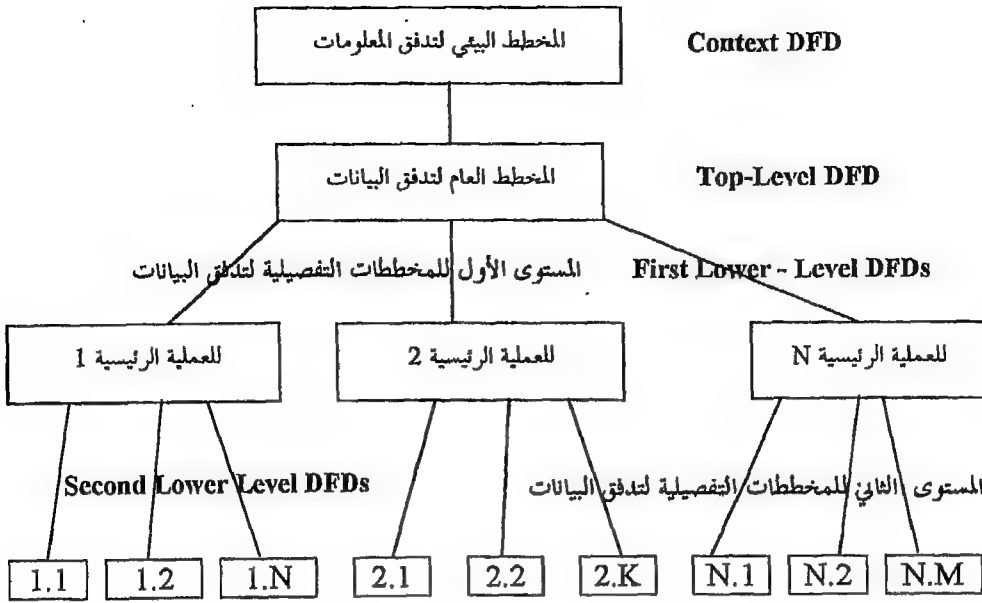 المخطط البيئي لتدفق المعلومات
Context DFD
المخطط العام لتدفق البيانات
Top-Level DFD
المستوى الأول للمخططات التفصيلية لتدفق البيانات
First Lower - Level DFDs
للعملية الرئيسية 1
للعملية الرئيسية 2
للعملية الرئيسية N
Second Lower Level DFDs
المستوى الثاني للمخططات التفصيلية لتدفق البيانات
1.1
1.2
1.N
2.1
2.2
2.K
N.1
N.2
N.M